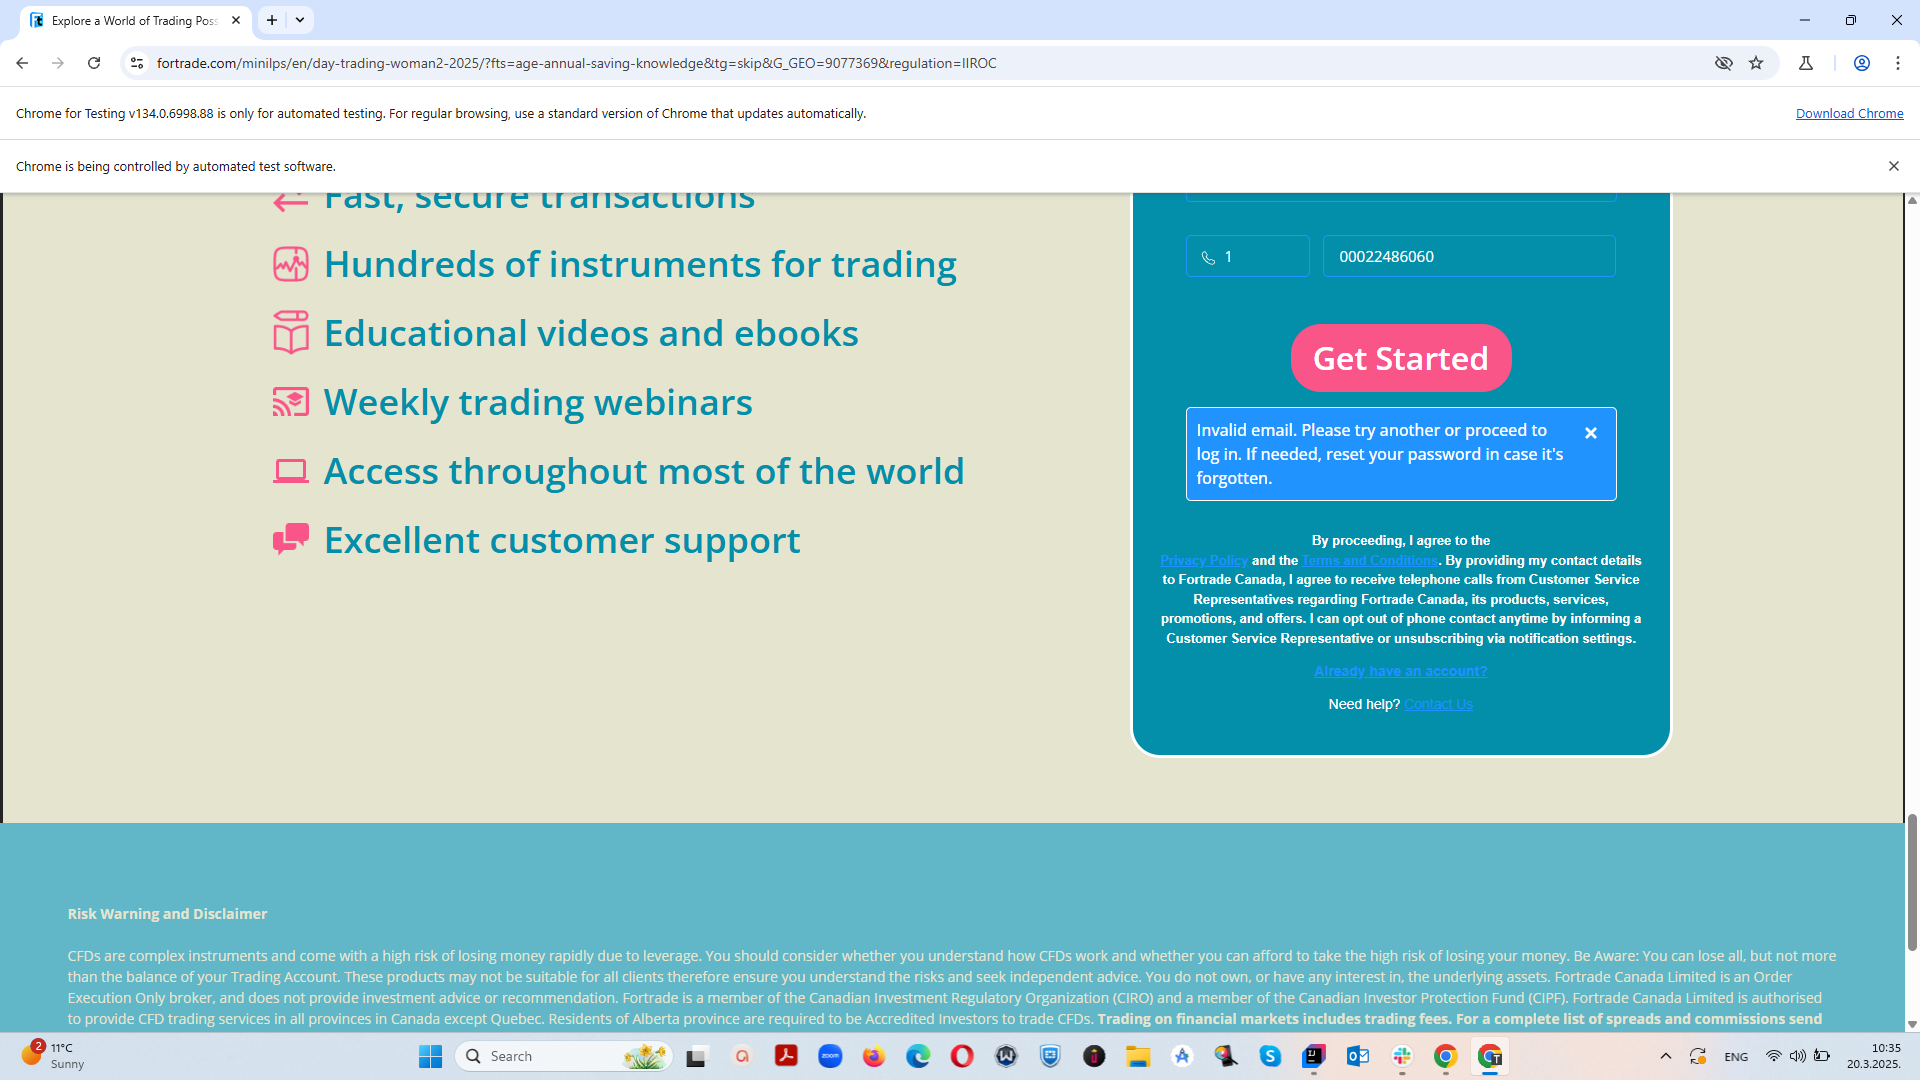 Explore a World of Trading Poss
fortrade.com/minilps/en/day-trading-woman2-2025/?fts=age-annual-saving-knowledge&tg=skip&G_GEO=9077369&regulation=IIROC
Chrome for Testing v134.0.6998.88 is only for automated testing. For regular browsing, use a standard version of Chrome that updates automatically.
Download Chrome
Chrome is being controlled by automated test software.
Fast, secure transactions
Hundreds of instruments for trading
Educational videos and ebooks
Weekly trading webinars
Access throughout most of the world
Excellent customer support
1
00022486060
Get Started
Invalid email. Please try another or proceed to
log in. If needed, reset your password in case it's
forgotten.
By proceeding, I agree to the
Privacy Policy and the Terms and Conditions. By providing my contact details
to Fortrade Canada, I agree to receive telephone calls from Customer Service
Representatives regarding Fortrade Canada, its products, services,
promotions, and offers. I can opt out of phone contact anytime by informing a
Customer Service Representative or unsubscribing via notification settings.
Already have an account?
Need help? Contact Us
Risk Warning and Disclaimer
CFDs are complex instruments and come with a high risk of losing money rapidly due to leverage. You should consider whether you understand how CFDs work and whether you can afford to take the high risk of losing your money. Be Aware: You can lose all, but not more
than the balance of your Trading Account. These products may not be suitable for all clients therefore ensure you understand the risks and seek independent advice. You do not own, or have any interest in, the underlying assets. Fortrade Canada Limited is an Order
Execution Only broker, and does not provide investment advice or recommendation. Fortrade is a member of the Canadian Investment Regulatory Organization (CIRO) and a member of the Canadian Investor Protection Fund (CIPF). Fortrade Canada Limited is authorised
to provide CFD trading services in all provinces in Canada except Quebec. Residents of Alberta province are required to be Accredited Investors to trade CFDs. Trading on financial markets includes trading fees. For a complete list of spreads and commissions send
2
11°C
Sunny
Search
zoom
ENG
10:35
20.3.2025.